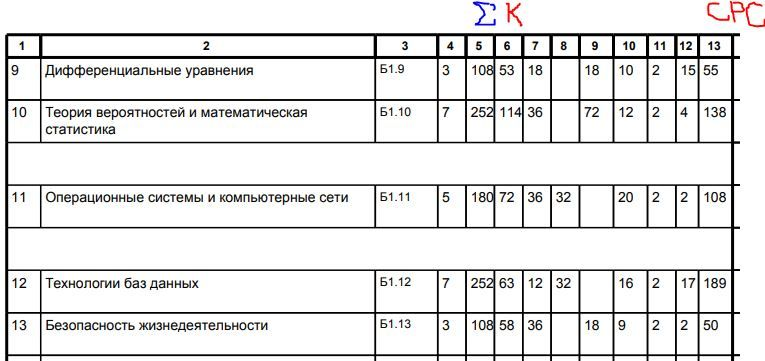 Σ К СРС
1 2 3 4 5 6 7 8 9 10 11 12 13
9 Дифференциальные уравнения Б1.9 3 108 53 18 18 10 2 15 55
10 Теория вероятностей и математическая Б1.10 7 252 114 36 72 12 2 4 138
статистика
11 Операционные системы и компьютерные сети Б1.11 5 180 72 36 32 20 2 2 108
12 Технологии баз данных Б1.12 7 252 63 12 32 16 2 17 189
13 Безопасность жизнедеятельности Б1.13 3 108 58 36 18 9 2 2 50